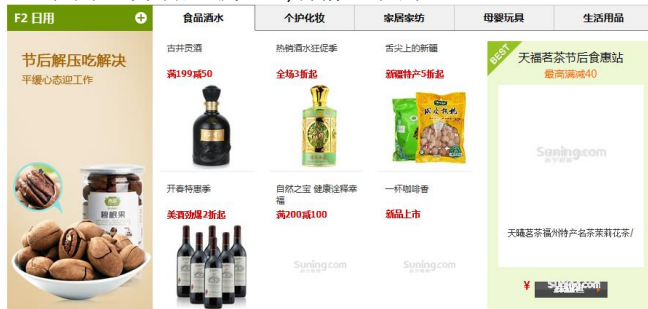 F2 日用
食品酒水
个护化妆
家居家纺
母婴玩具
生活用品
节后解压吃解决
平缓心态迎工作
碧根果
古井贡酒
满199减50
热销酒水狂促季
全场3折起
舌尖上的新疆
新疆特产5折起
开春特惠季
美酒劲爆2折起
自然之宝 健康诠释幸
福
满200减100
一杯咖啡香
新品上市
Suning.com
Suning.com
BEST
天福茗茶节后食惠站
最高满减40
Suning.com
天曦茗茶福州特产名茶茉莉花茶/
¥
Suning.com